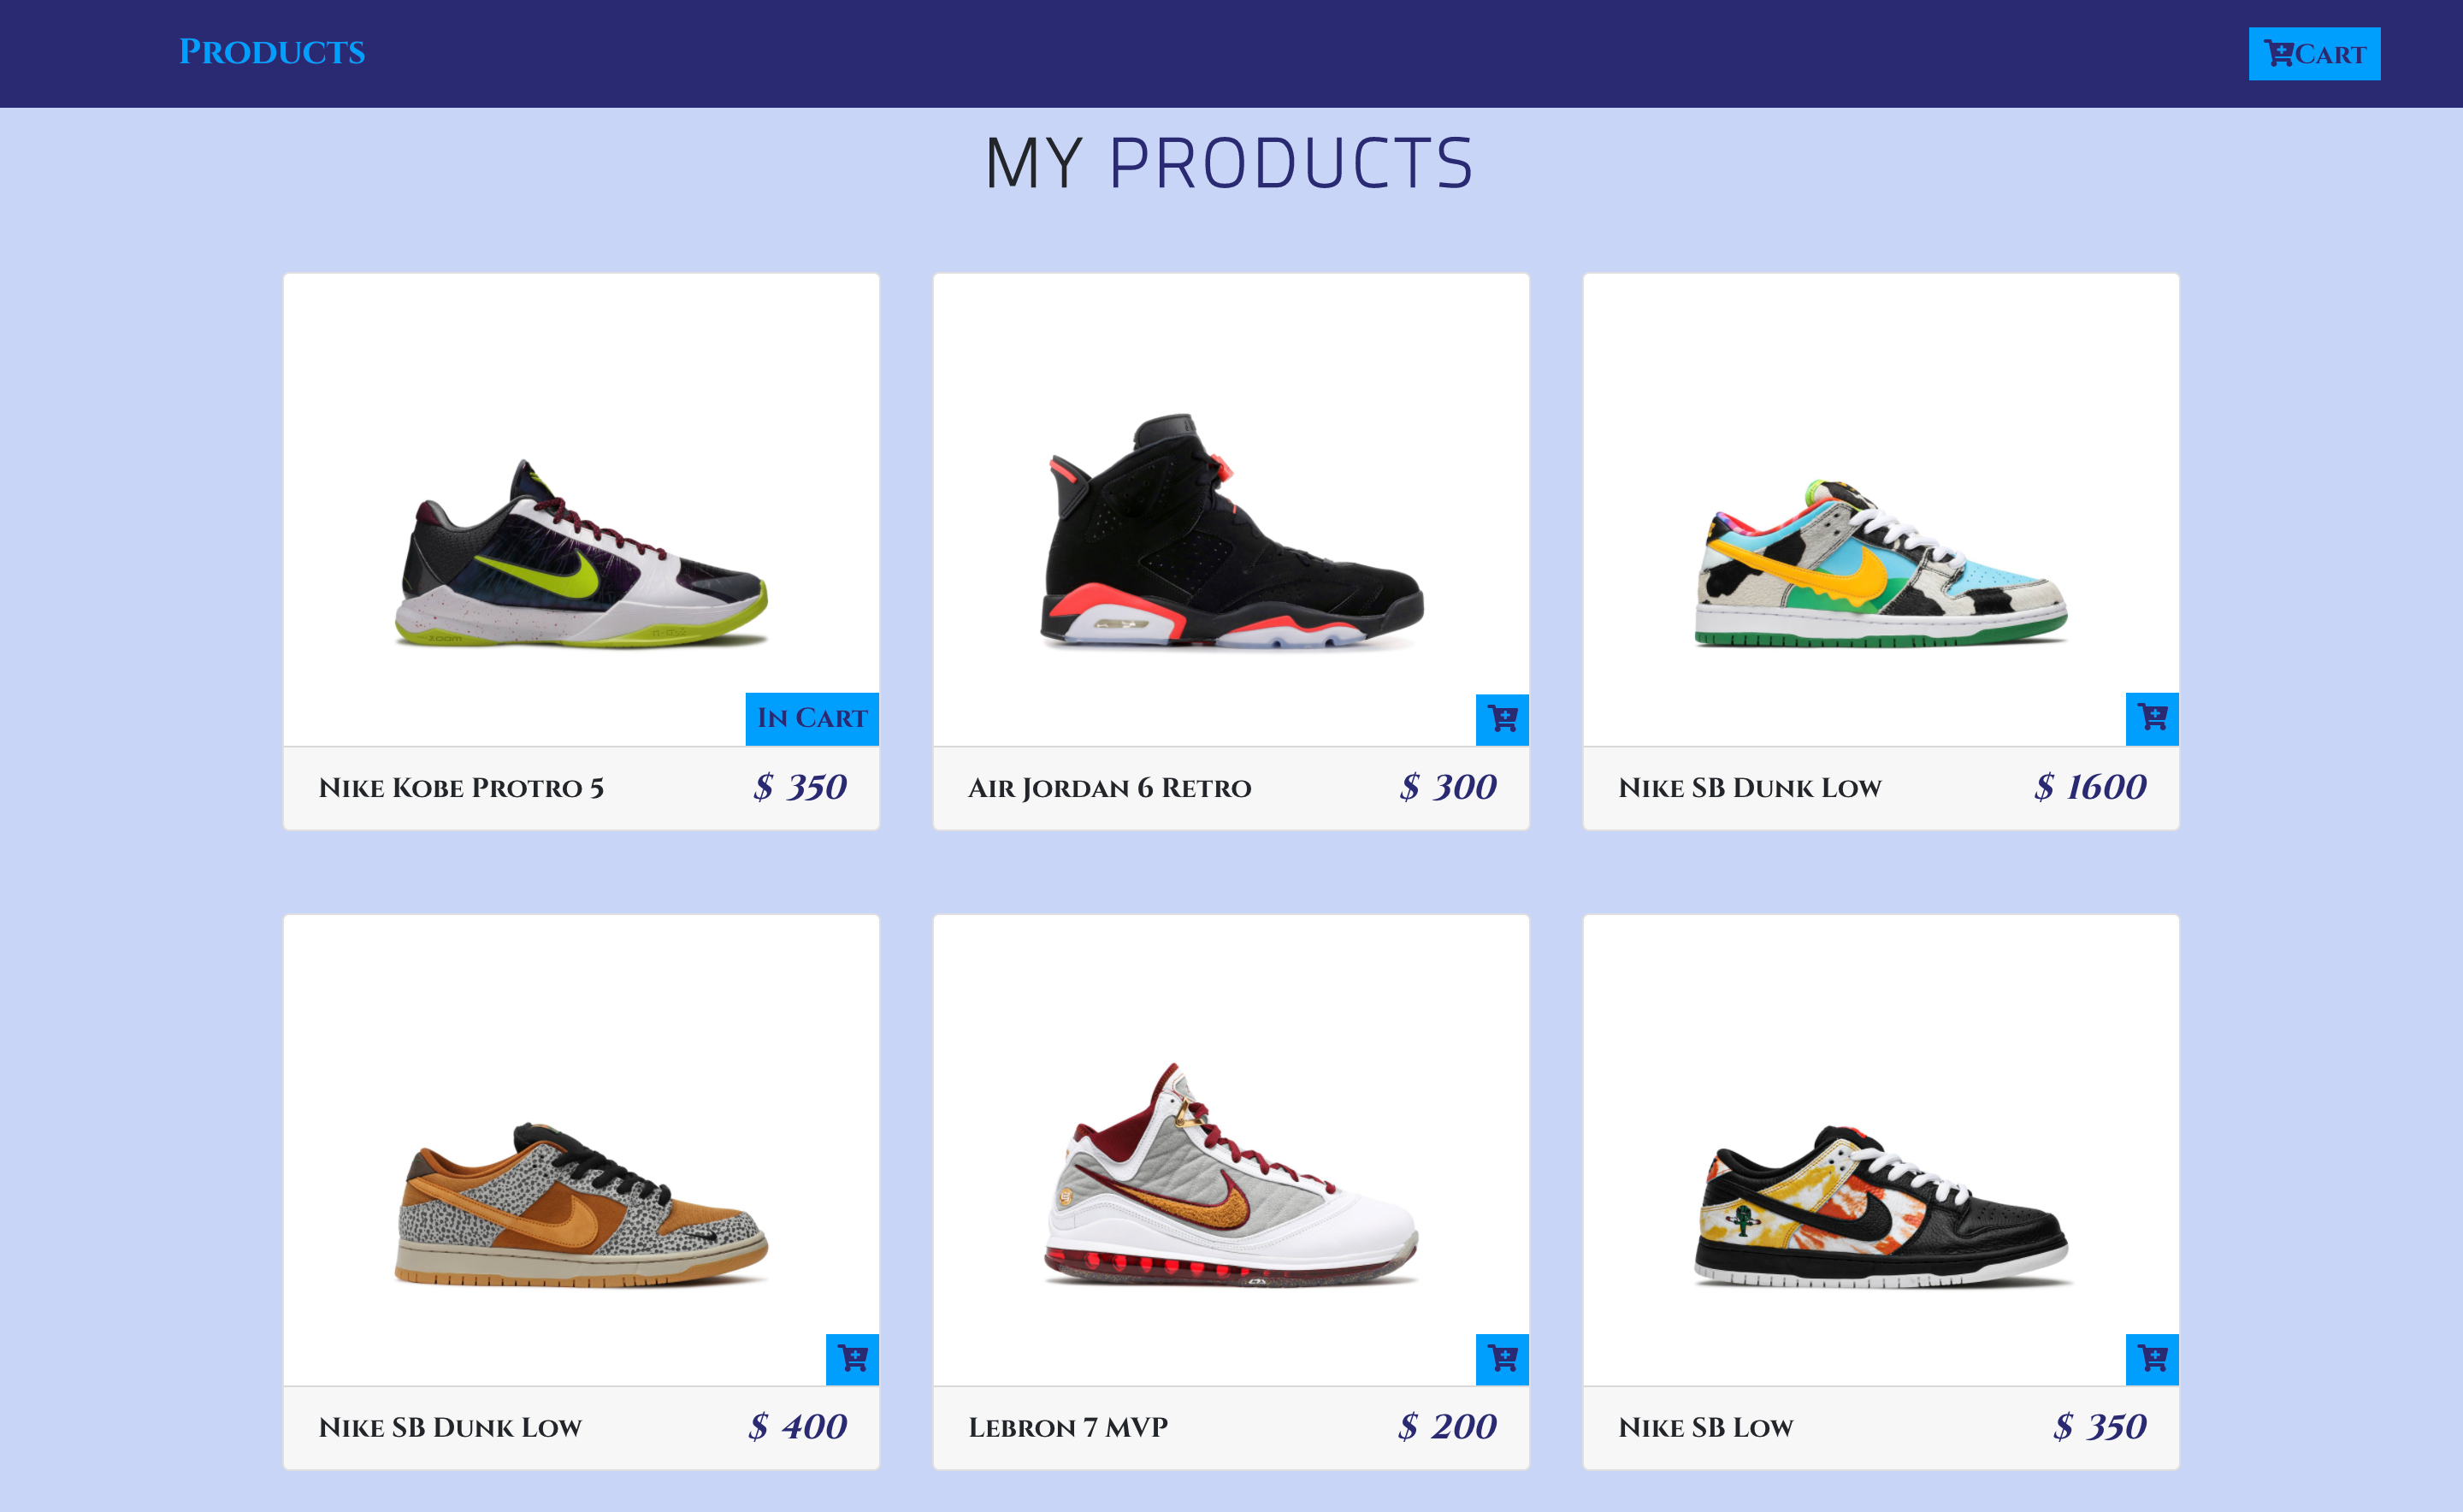 Products
Cart
MY PRODUCTS
In Cart
Nike Kobe Protro 5 $ 350
Air Jordan 6 Retro $ 300
Nike SB Dunk Low $ 1600
Nike SB Dunk Low $ 400
Lebron 7 MVP $ 200
Nike SB Low $ 350